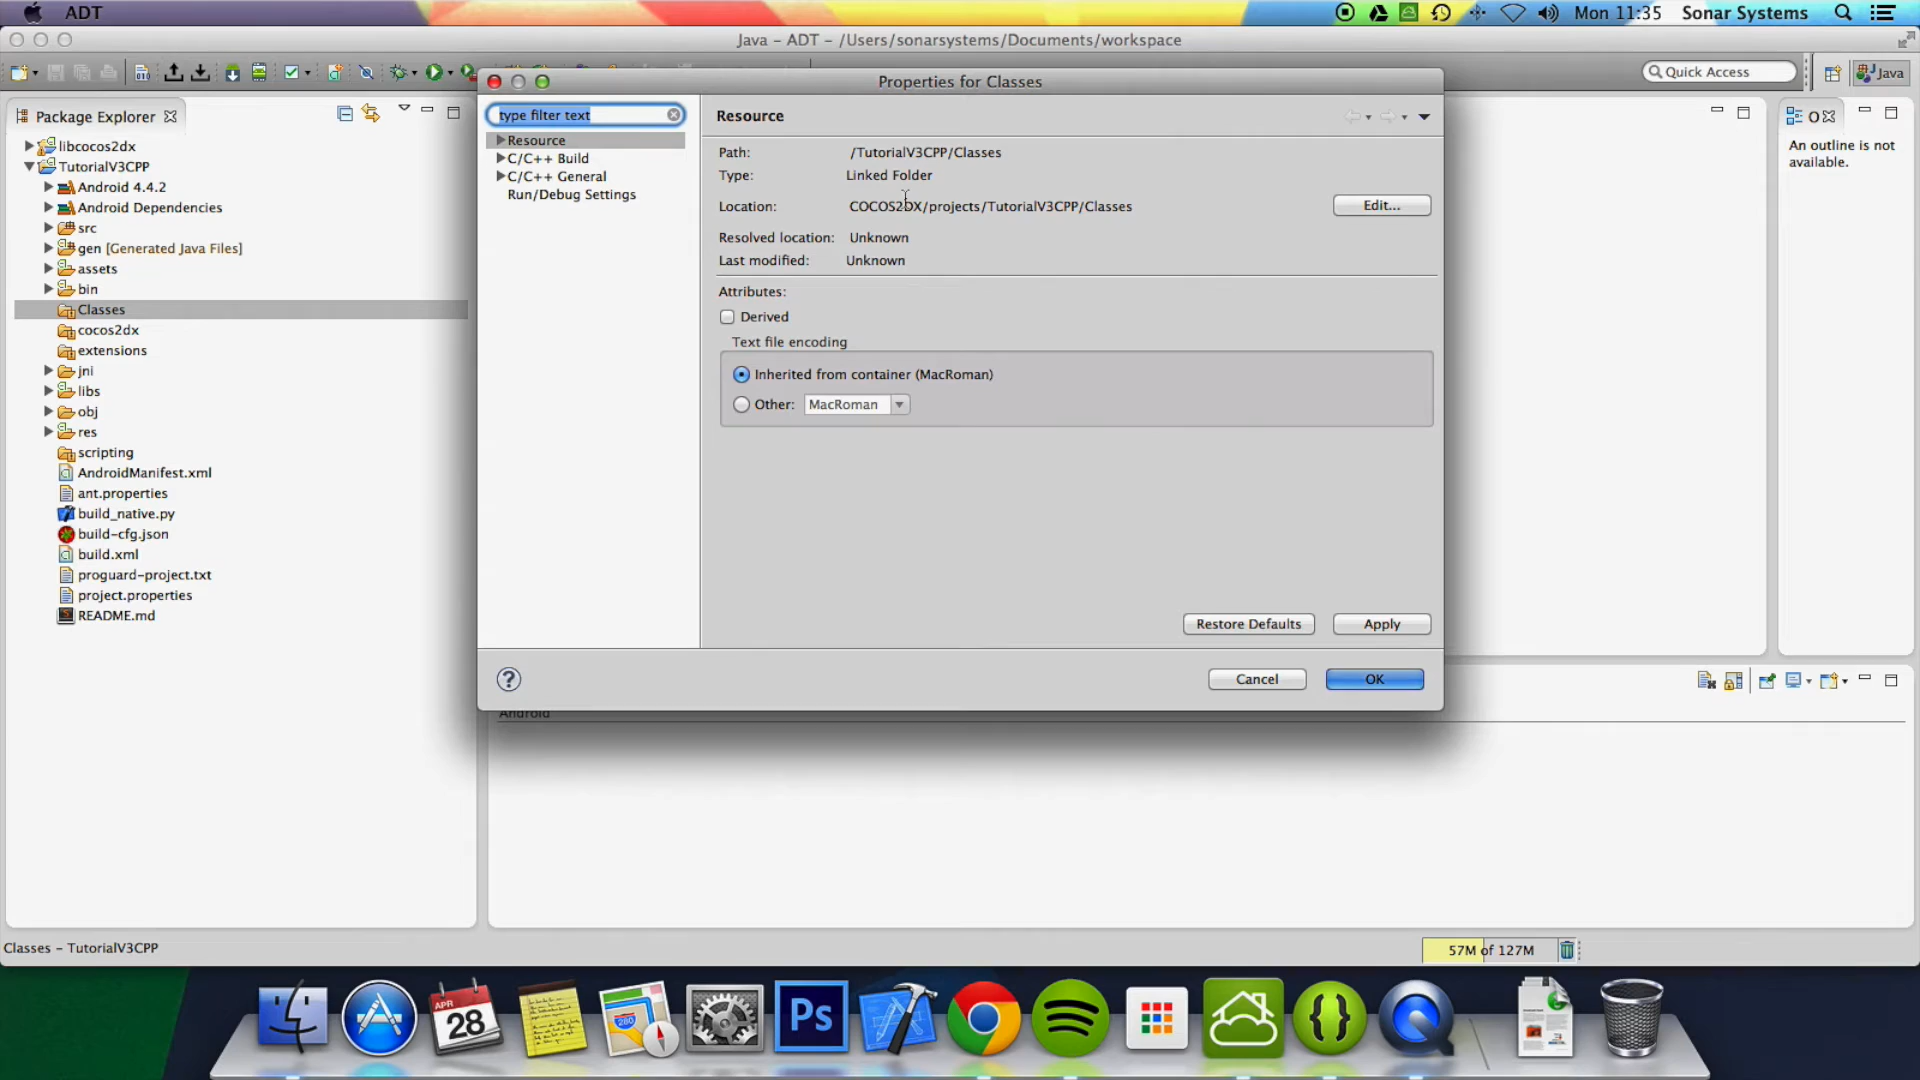 ADT
Mon 11:35
Sonar Systems
Java – ADT – /Users/sonarsystems/Documents/workspace
Quick Access
Java
Package Explorer
libcocos2dx
TutorialV3CPP
Android 4.4.2
Android Dependencies
src
gen [Generated Java Files]
assets
bin
Classes
cocos2dx
extensions
jni
libs
obj
res
scripting
AndroidManifest.xml
ant.properties
build_native.py
build-cfg.json
build.xml
proguard-project.txt
project.properties
README.md
Properties for Classes
type filter text
Resource
C/C++ Build
C/C++ General
Run/Debug Settings
Resource
Path: /TutorialV3CPP/Classes
Type: Linked Folder
Location: COCOS2DX/projects/TutorialV3CPP/Classes
Edit...
Resolved location: Unknown
Last modified: Unknown
Attributes:
Derived
Text file encoding
Inherited from container (MacRoman)
Other: MacRoman
Restore Defaults
Apply
Cancel
OK
An outline is not
available.
Android
Classes – TutorialV3CPP
57M of 127M
APR
28
280
Ps